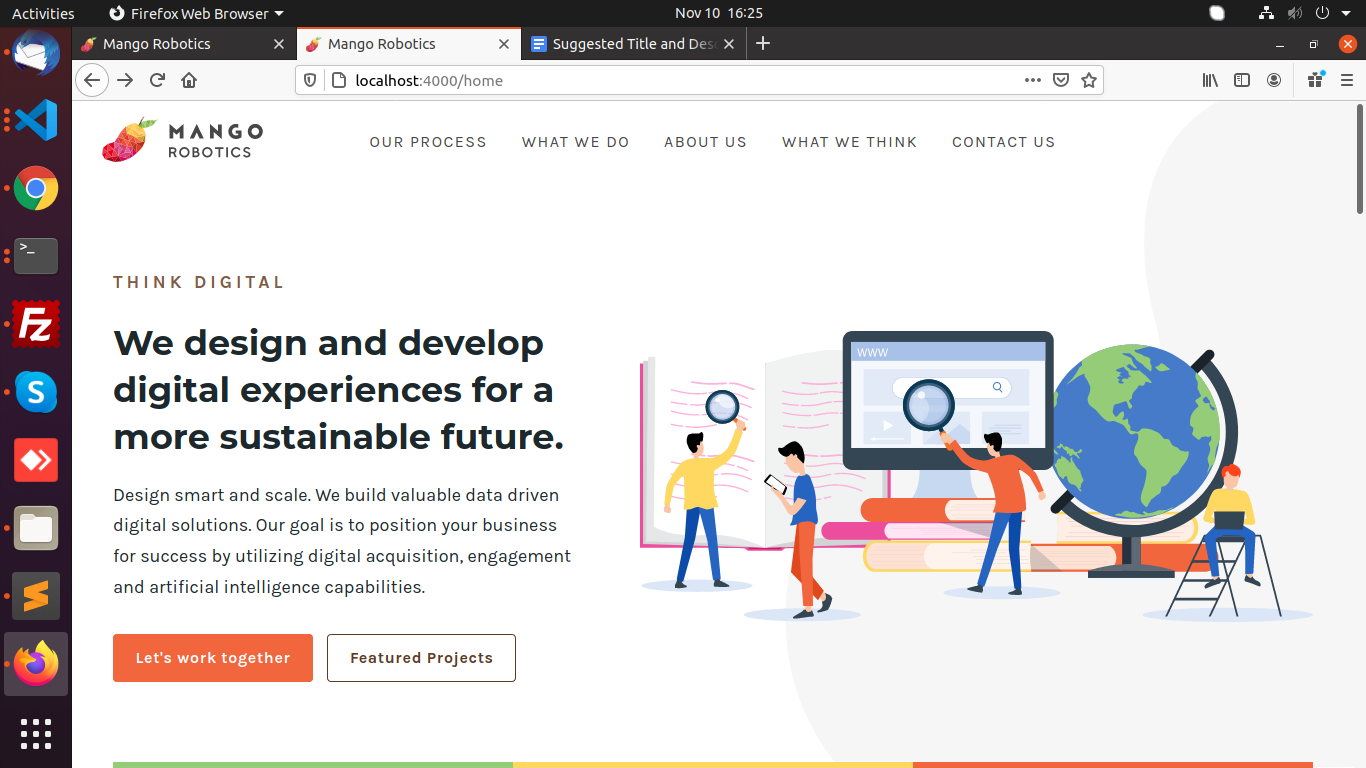 Activities
Firefox Web Browser
Nov 10 16:25
Mango Robotics
Mango Robotics
Suggested Title and Desc
localhost:4000/home
MANGO
ROBOTICS
OUR PROCESS
WHAT WE DO
ABOUT US
WHAT WE THINK
CONTACT US
THINK DIGITAL
We design and develop
digital experiences for a
more sustainable future.
Design smart and scale. We build valuable data driven
digital solutions. Our goal is to position your business
for success by utilizing digital acquisition, engagement
and artificial intelligence capabilities.
Let's work together
Featured Projects
WWW